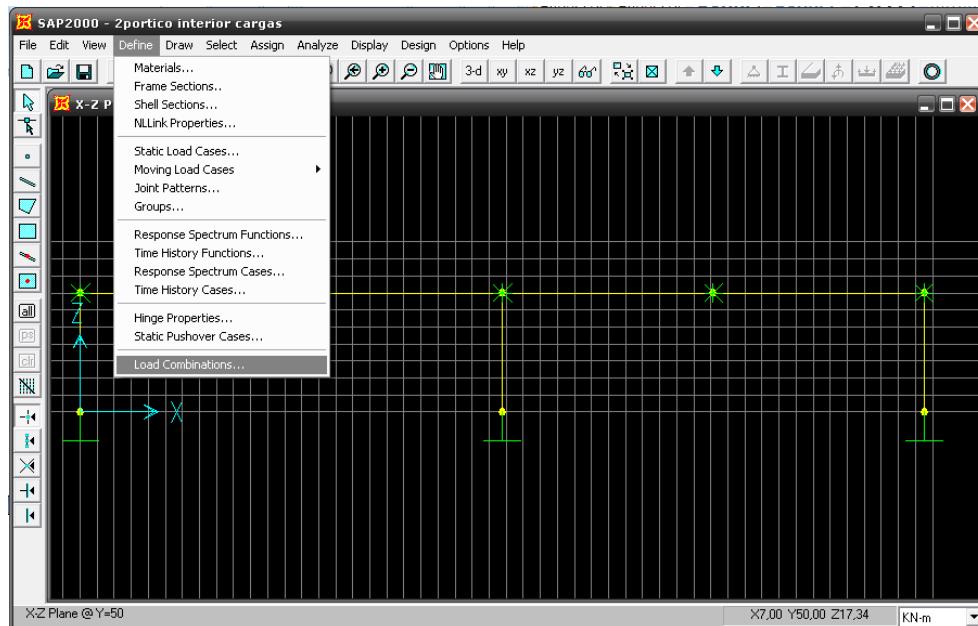 SAP2000 - 2portico interior cargas
File Edit View Define Draw Select Assign Analyze Display Design Options Help
3-d xy xz yz
X-Z P
Materials...
Frame Sections..
Shell Sections...
NLLink Properties...
Static Load Cases...
Moving Load Cases
Joint Patterns...
Groups...
Response Spectrum Functions...
Time History Functions...
Response Spectrum Cases...
Time History Cases...
Hinge Properties...
Static Pushover Cases...
Load Combinations...
all
ps
clr
Z
X
X-Z Plane @ Y=50 X7,00 Y50,00 Z17,34 KN-m